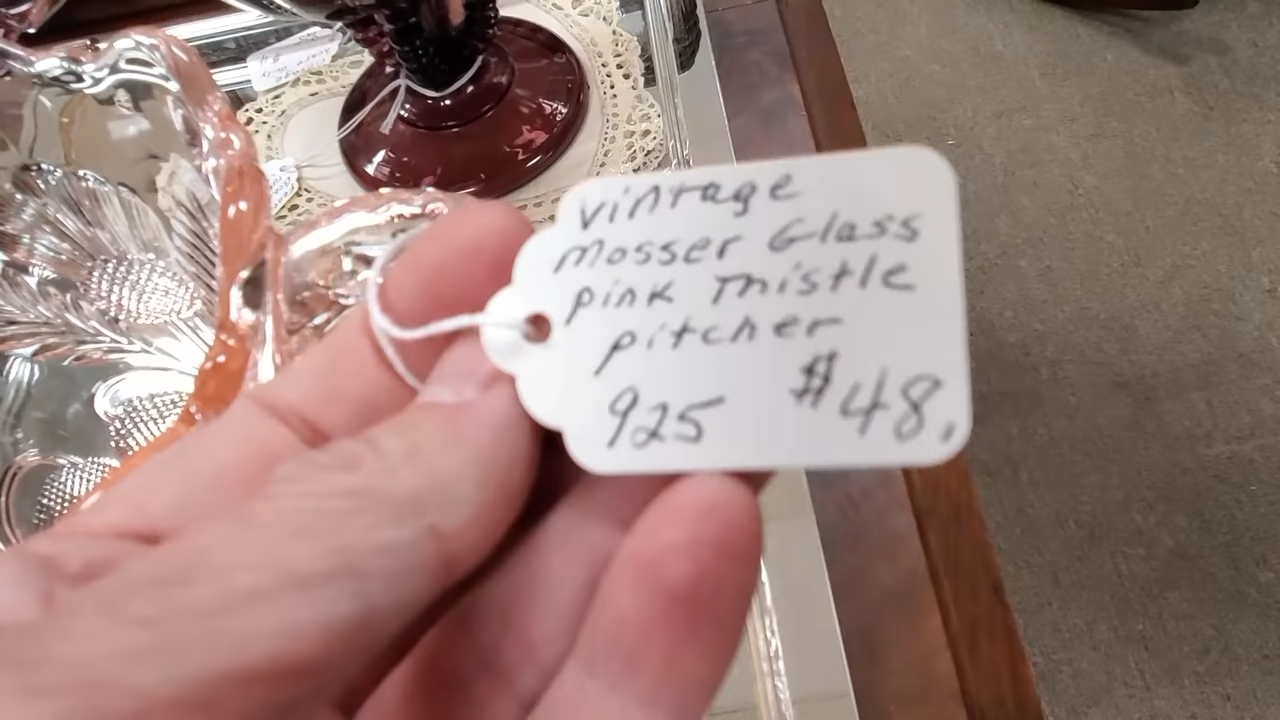 vintage
Mosser Glass
pink Thistle
pitcher
925 $48,